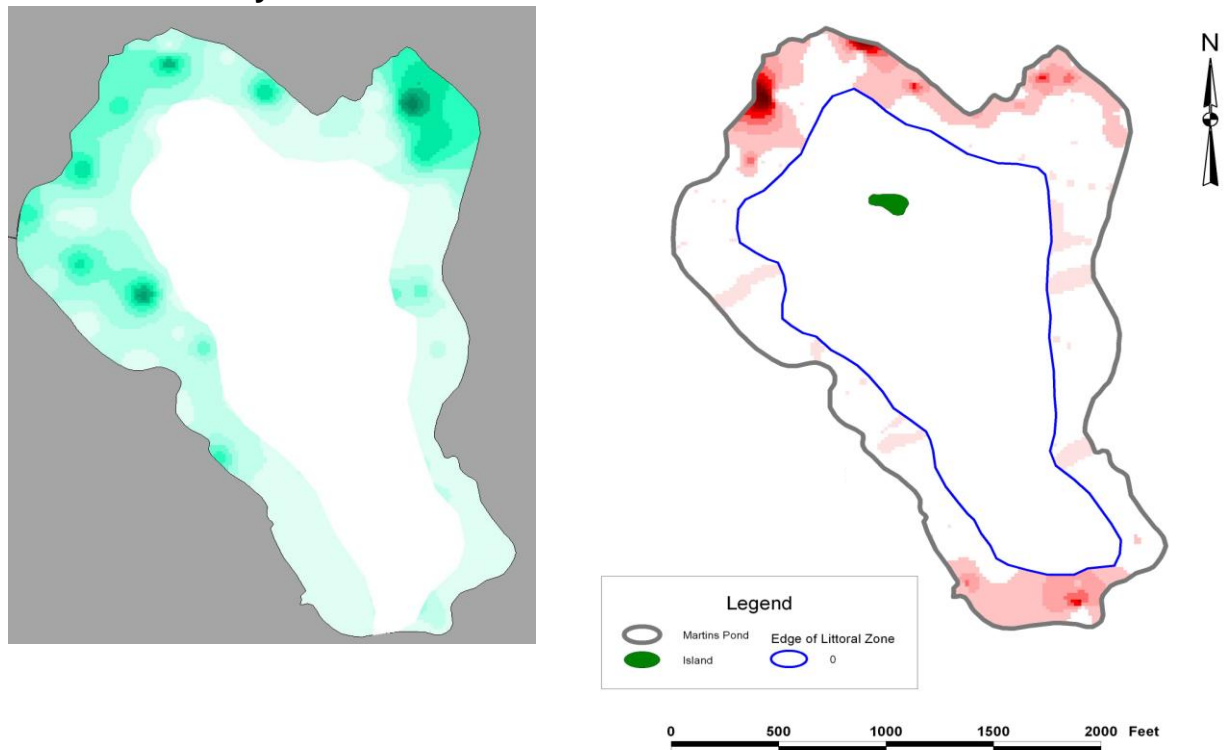 N
Legend
Martins Pond
Edge of Littoral Zone
Island
0
0 500 1000 1500 2000 Feet